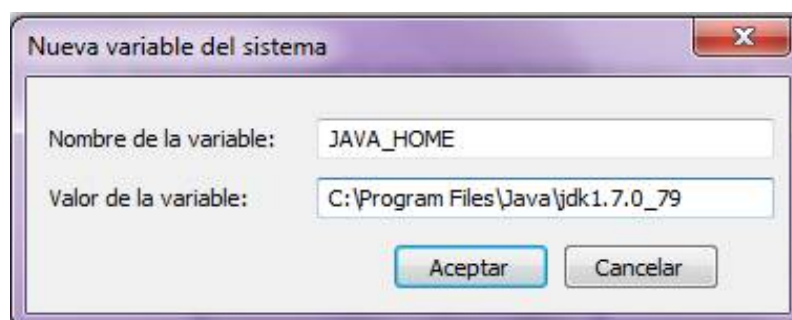 Nueva variable del sistema
Nombre de la variable: JAVA_HOME
Valor de la variable: C:\Program Files\Java\jdk1.7.0_79
Aceptar Cancelar